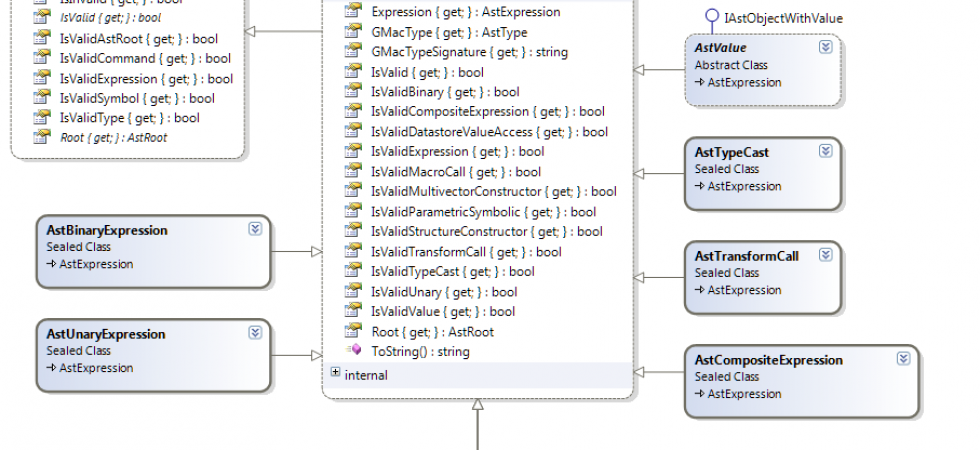 IsInvalid { get; } : bool
IsValid { get; } : bool
IsValidAstRoot { get; } : bool
IsValidCommand { get; } : bool
IsValidExpression { get; } : bool
IsValidSymbol { get; } : bool
IsValidType { get; } : bool
Root { get; } : AstRoot
AstBinaryExpression
Sealed Class
AstExpression
AstUnaryExpression
Sealed Class
AstExpression
Expression { get; } : AstExpression
GMacType { get; } : AstType
GMacTypeSignature { get; } : string
IsValid { get; } : bool
IsValidBinary { get; } : bool
IsValidCompositeExpression { get; } : bool
IsValidDatastoreValueAccess { get; } : bool
IsValidExpression { get; } : bool
IsValidMacroCall { get; } : bool
IsValidMultivectorConstructor { get; } : bool
IsValidParametricSymbolic { get; } : bool
IsValidStructureConstructor { get; } : bool
IsValidTransformCall { get; } : bool
IsValidTypeCast { get; } : bool
IsValidUnary { get; } : bool
IsValidValue { get; } : bool
Root { get; } : AstRoot
ToString() : string
internal
IAstObjectWithValue
AstValue
Abstract Class
AstExpression
AstTypeCast
Sealed Class
AstExpression
AstTransformCall
Sealed Class
AstExpression
AstCompositeExpression
Sealed Class
AstExpression